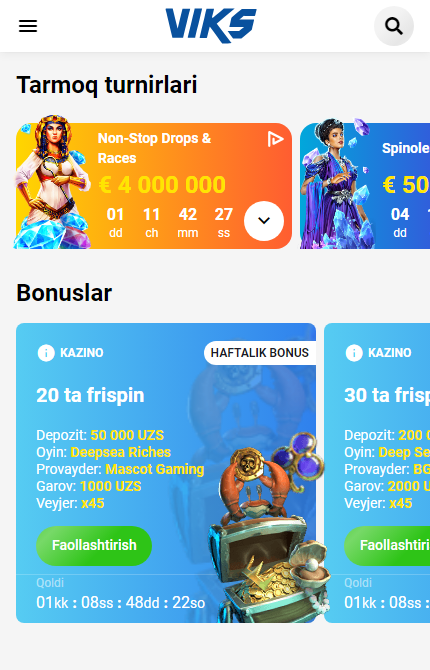 VIKS
Tarmoq turnirlari
Non-Stop Drops &
Races
€ 4 000 000
01 11 42 27
dd ch mm ss
Spinole
€ 50
04
dd
Bonuslar
KAZINO
HAFTALIK BONUS
20 ta frispin
Depozit: 50 000 UZS
Oyin: Deepsea Riches
Provayder: Mascot Gaming
Garov: 1000 UZS
Veyjer: x45
Faollashtirish
Qoldi
01kk : 08ss : 48dd : 22so
KAZINO
30 ta frisp
Depozit: 200
Oyin: Deep Se
Provayder: BG
Garov: 2000 U
Veyjer: x45
Faollashtiri
Qoldi
01kk : 08ss :